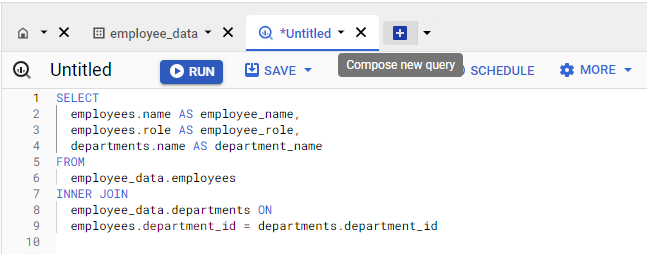 employee_data *Untitled
Compose new query
Untitled RUN SAVE SCHEDULE MORE
1 SELECT
2 employees.name AS employee_name,
3 employees.role AS employee_role,
4 departments.name AS department_name
5 FROM
6 employee_data.employees
7 INNER JOIN
8 employee_data.departments ON
9 employees.department_id = departments.department_id
10